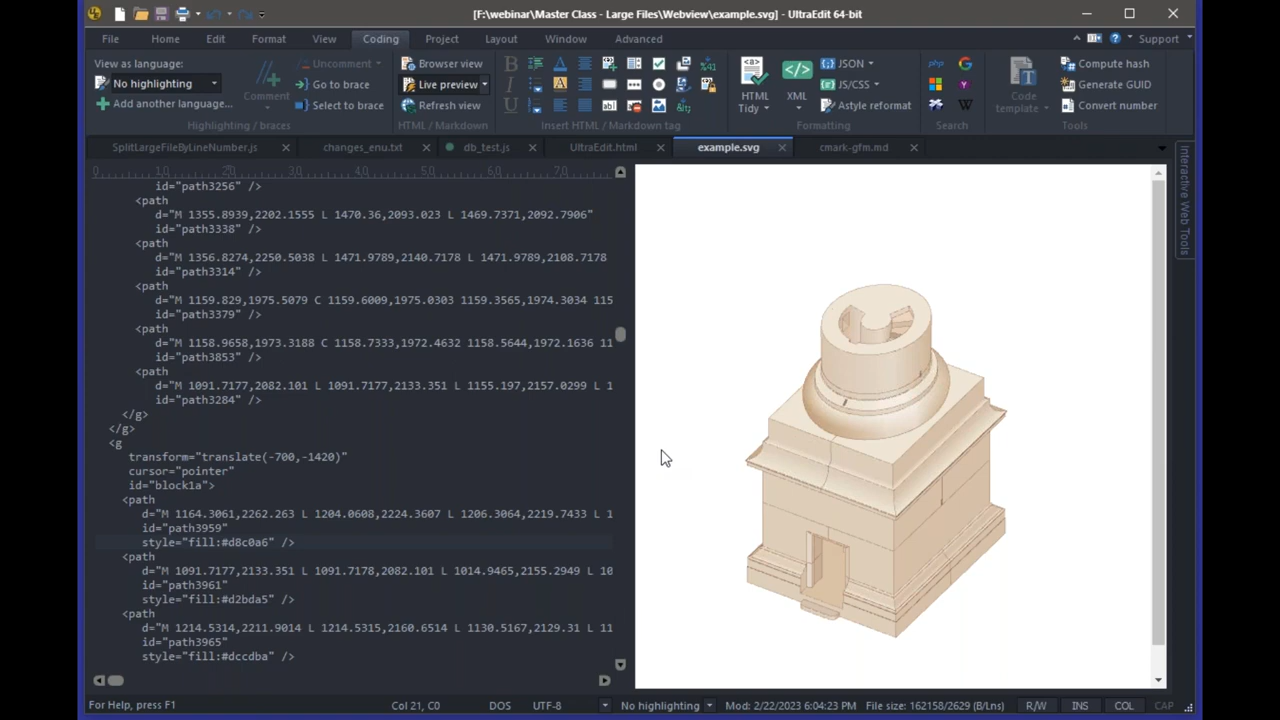 [F:\webinar\Master Class - Large Files\Webview\example.svg] - UltraEdit 64-bit
File Home Edit Format View Coding Project Layout Window Advanced Support
View as language:
No highlighting
Add another language...
Highlighting / braces
Comment
Uncomment
Go to brace
Select to brace
Browser view
Live preview
Refresh view
HTML / Markdown
B
I
U
Insert HTML / Markdown tag
HTML
Tidy
XML
JSON
JS/CSS
Astyle reformat
Formatting
php
Search
Code
template
Compute hash
Generate GUID
Convert number
Tools
SplitLargeFileByLineNumber.js changes_enu.txt db_test.js UltraEdit.html example.svg cmark-gfm.md
id="path3256" />
<path
d="M 1355.8939,2202.1555 L 1470.36,2093.023 L 1469.7371,2092.7906"
id="path3338" />
<path
d="M 1356.8274,2250.5038 L 1471.9789,2140.7178 L 1471.9789,2108.7178
id="path3314" />
<path
d="M 1159.829,1975.5079 C 1159.6009,1975.0303 1159.3565,1974.3034 115
id="path3379" />
<path
d="M 1158.9658,1973.3188 C 1158.7333,1972.4632 1158.5644,1972.1636 11
id="path3853" />
<path
d="M 1091.7177,2082.101 L 1091.7177,2133.351 L 1155.197,2157.0299 L 1
id="path3284" />
</g>
</g>
<g
transform="translate(-700,-1420)"
cursor="pointer"
id="block1a">
<path
d="M 1164.3061,2262.263 L 1204.0608,2224.3607 L 1206.3064,2219.7433 L 1
id="path3959"
style="fill:#d8c0a6" />
<path
d="M 1091.7177,2133.351 L 1091.7178,2082.101 L 1014.9465,2155.2949 L 10
id="path3961"
style="fill:#d2bda5" />
<path
d="M 1214.5314,2211.9014 L 1214.5315,2160.6514 L 1130.5167,2129.31 L 11
id="path3965"
style="fill:#dccdba" />
Interactive Web Tools
For Help, press F1 Col 21, C0 DOS UTF-8 No highlighting Mod: 2/22/2023 6:04:23 PM File size: 162158/2629 (B/Lns) R/W INS COL CAP